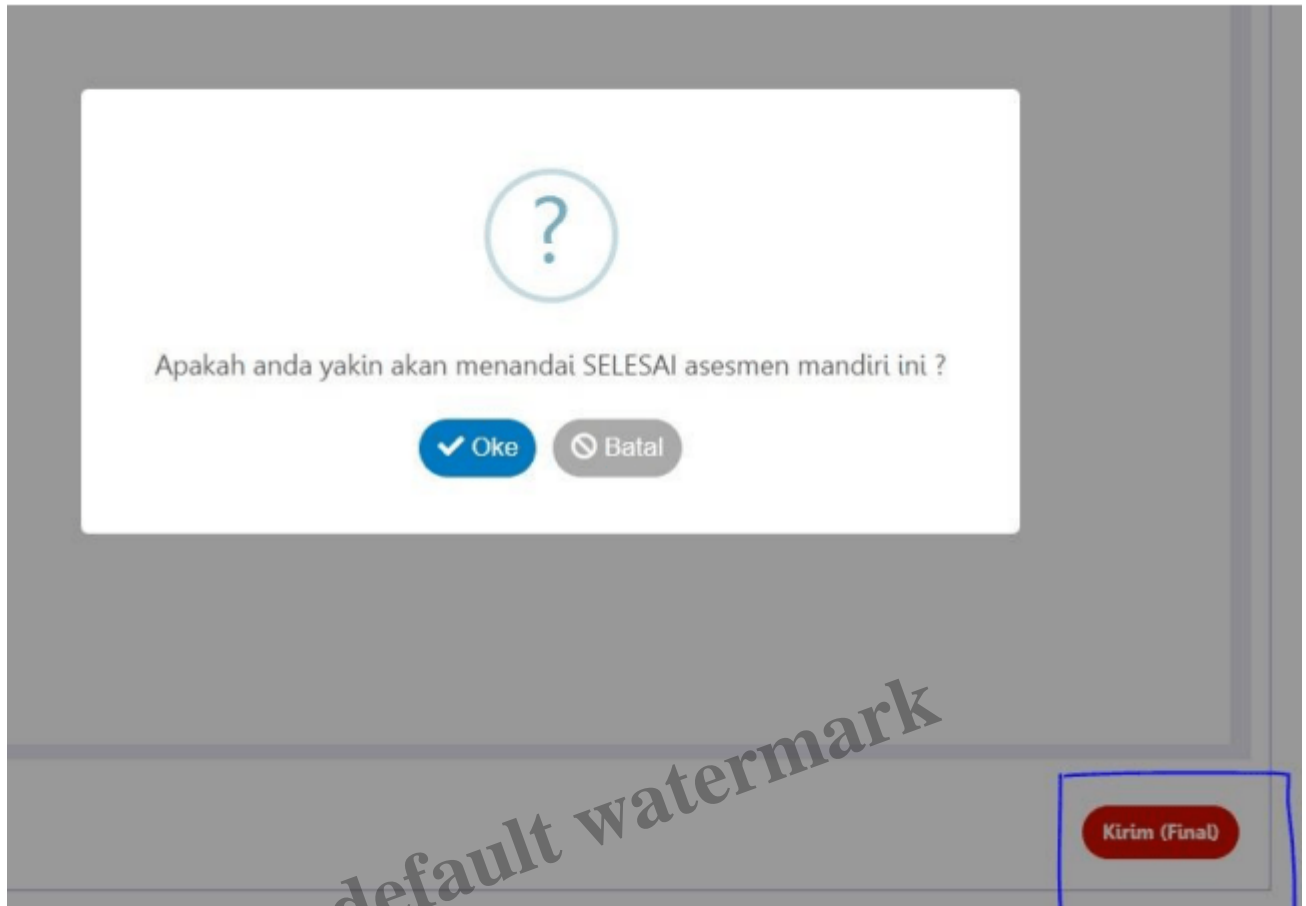 ?
Apakah anda yakin akan menandai SELESAI asesmen mandiri ini ?
Oke
Batal
default watermark
Kirim (Final)